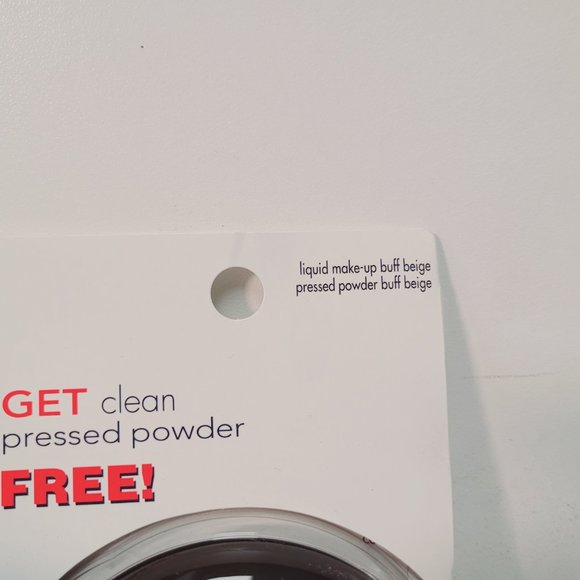 liquid make-up buff beige
pressed powder buff beige
GET clean
pressed powder
FREE!